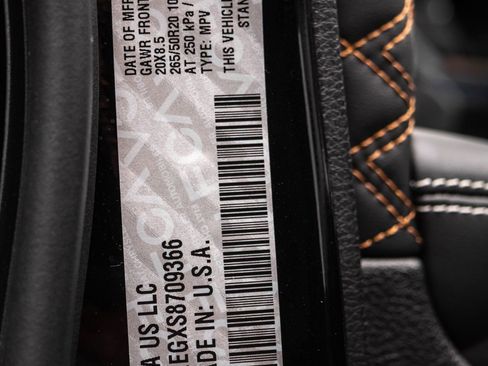 DATE OF MFR
GAWR FRONT
20X8.5
265/50R20 10
AT 250 kPa /
TYPE: MPV
THIS VEHICLE
STAN
A US LLC
EGXS8709366
ADE IN: U.S.A.